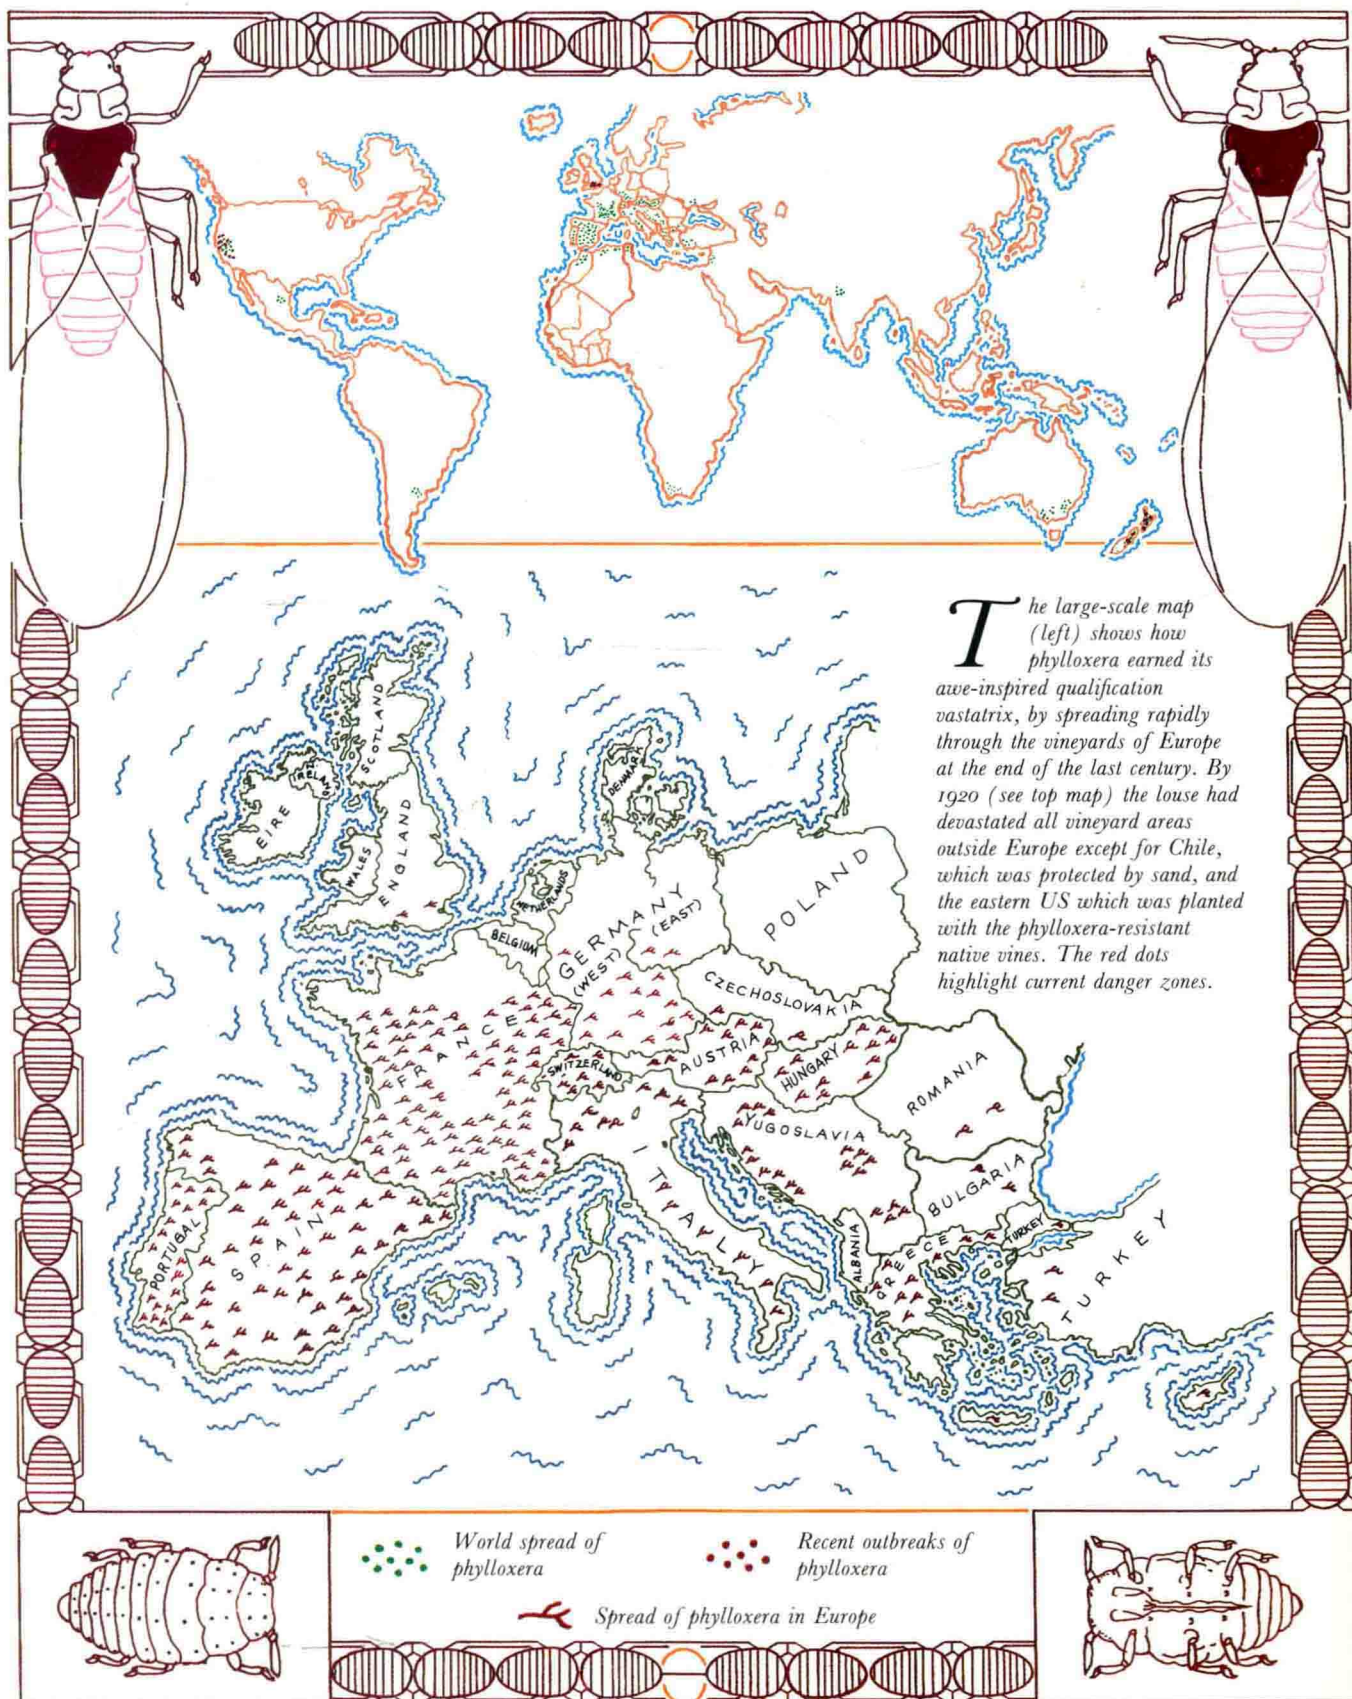 The large-scale map
(left) shows how
phylloxera earned its
awe-inspired qualification
vastatrix, by spreading rapidly
through the vineyards of Europe
at the end of the last century. By
1920 (see top map) the louse had
devastated all vineyard areas
outside Europe except for Chile,
which was protected by sand, and
the eastern US which was planted
with the phylloxera-resistant
native vines. The red dots
highlight current danger zones.
SCOTLAND
IRELAND
EIRE
WALES
ENGLAND
DENMARK
NETHERLANDS
BELGIUM
GERMANY
(WEST)
(EAST)
POLAND
CZECHOSLOVAKIA
FRANCE
SWITZERLAND
AUSTRIA
HUNGARY
ROMANIA
YUGOSLAVIA
ITALY
BULGARIA
PORTUGAL
SPAIN
ALBANIA
GREECE
TURKEY
TURKEY
World spread of
phylloxera
Recent outbreaks of
phylloxera
Spread of phylloxera in Europe